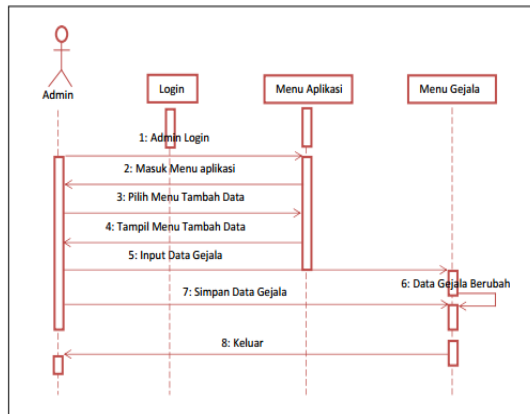 Admin
Login
Menu Aplikasi
Menu Gejala
1: Admin Login
2: Masuk Menu aplikasi
3: Pilih Menu Tambah Data
4: Tampil Menu Tambah Data
5: Input Data Gejala
6: Data Gejala Berubah
7: Simpan Data Gejala
8: Keluar